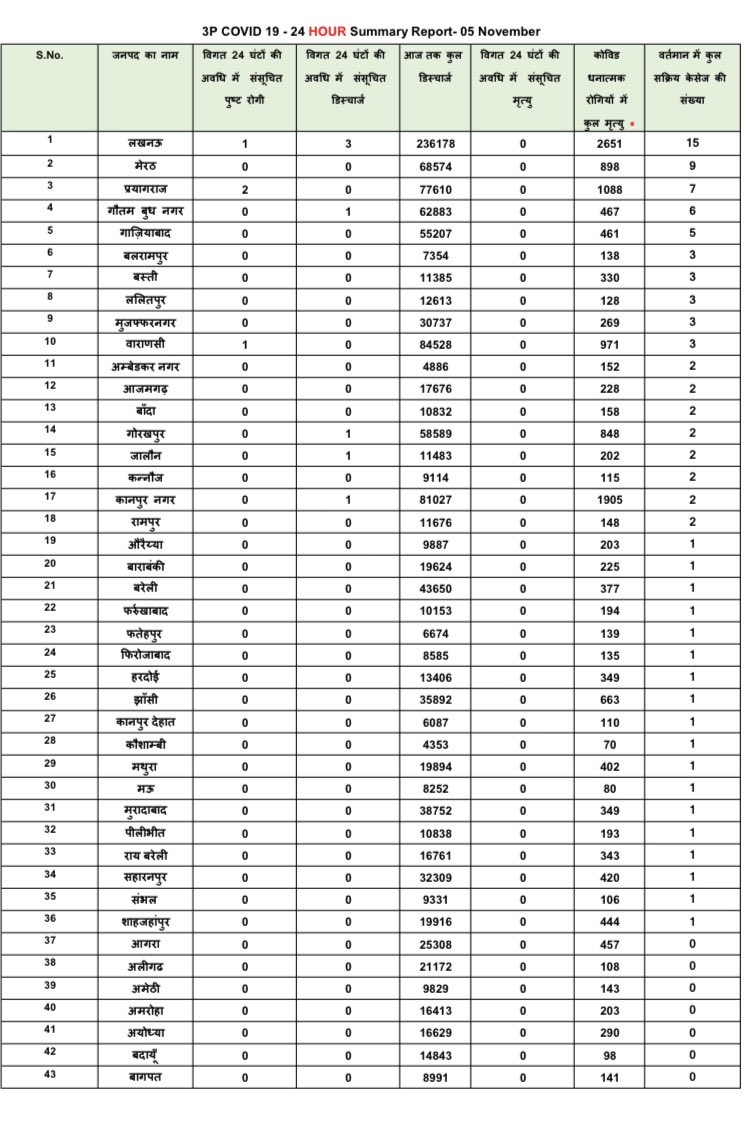 3P COVID 19 - 24 HOUR Summary Report- 05 November
S.No. जनपद का नाम विगत 24 घंटों की अवधि में संसूचित पुष्ट रोगी विगत 24 घंटों की अवधि में संसूचित डिस्चार्ज आज तक कुल डिस्चार्ज विगत 24 घंटों की अवधि में संसूचित मृत्यु कोविड धनात्मक रोगियों में कुल मृत्यु वर्तमान में कुल सक्रिय केसेज की संख्या
1 लखनऊ 1 3 236178 0 2651 15
2 मेरठ 0 0 68574 0 898 9
3 प्रयागराज 2 0 77610 0 1088 7
4 गौतम बुध नगर 0 1 62883 0 467 6
5 गाज़ियाबाद 0 0 55207 0 461 5
6 बलरामपुर 0 0 7354 0 138 3
7 बस्ती 0 0 11385 0 330 3
8 ललितपुर 0 0 12613 0 128 3
9 मुजफ्फरनगर 0 0 30737 0 269 3
10 वाराणसी 1 0 84528 0 971 3
11 अम्बेडकर नगर 0 0 4886 0 152 2
12 आजमगढ़ 0 0 17676 0 228 2
13 बाँदा 0 0 10832 0 158 2
14 गोरखपुर 0 1 58589 0 848 2
15 जालौन 0 1 11483 0 202 2
16 कन्नौज 0 0 9114 0 115 2
17 कानपुर नगर 0 1 81027 0 1905 2
18 रामपुर 0 0 11676 0 148 2
19 औरैय्या 0 0 9887 0 203 1
20 बाराबंकी 0 0 19624 0 225 1
21 बरेली 0 0 43650 0 377 1
22 फर्रुखाबाद 0 0 10153 0 194 1
23 फतेहपुर 0 0 6674 0 139 1
24 फिरोजाबाद 0 0 8585 0 135 1
25 हरदोई 0 0 13406 0 349 1
26 झाँसी 0 0 35892 0 663 1
27 कानपुर देहात 0 0 6087 0 110 1
28 कौशाम्बी 0 0 4353 0 70 1
29 मथुरा 0 0 19894 0 402 1
30 मऊ 0 0 8252 0 80 1
31 मुरादाबाद 0 0 38752 0 349 1
32 पीलीभीत 0 0 10838 0 193 1
33 राय बरेली 0 0 16761 0 343 1
34 सहारनपुर 0 0 32309 0 420 1
35 संभल 0 0 9331 0 106 1
36 शाहजहांपुर 0 0 19916 0 444 1
37 आगरा 0 0 25308 0 457 0
38 अलीगढ 0 0 21172 0 108 0
39 अमेठी 0 0 9829 0 143 0
40 अमरोहा 0 0 16413 0 203 0
41 अयोध्या 0 0 16629 0 290 0
42 बदायूँ 0 0 14843 0 98 0
43 बागपत 0 0 8991 0 141 0